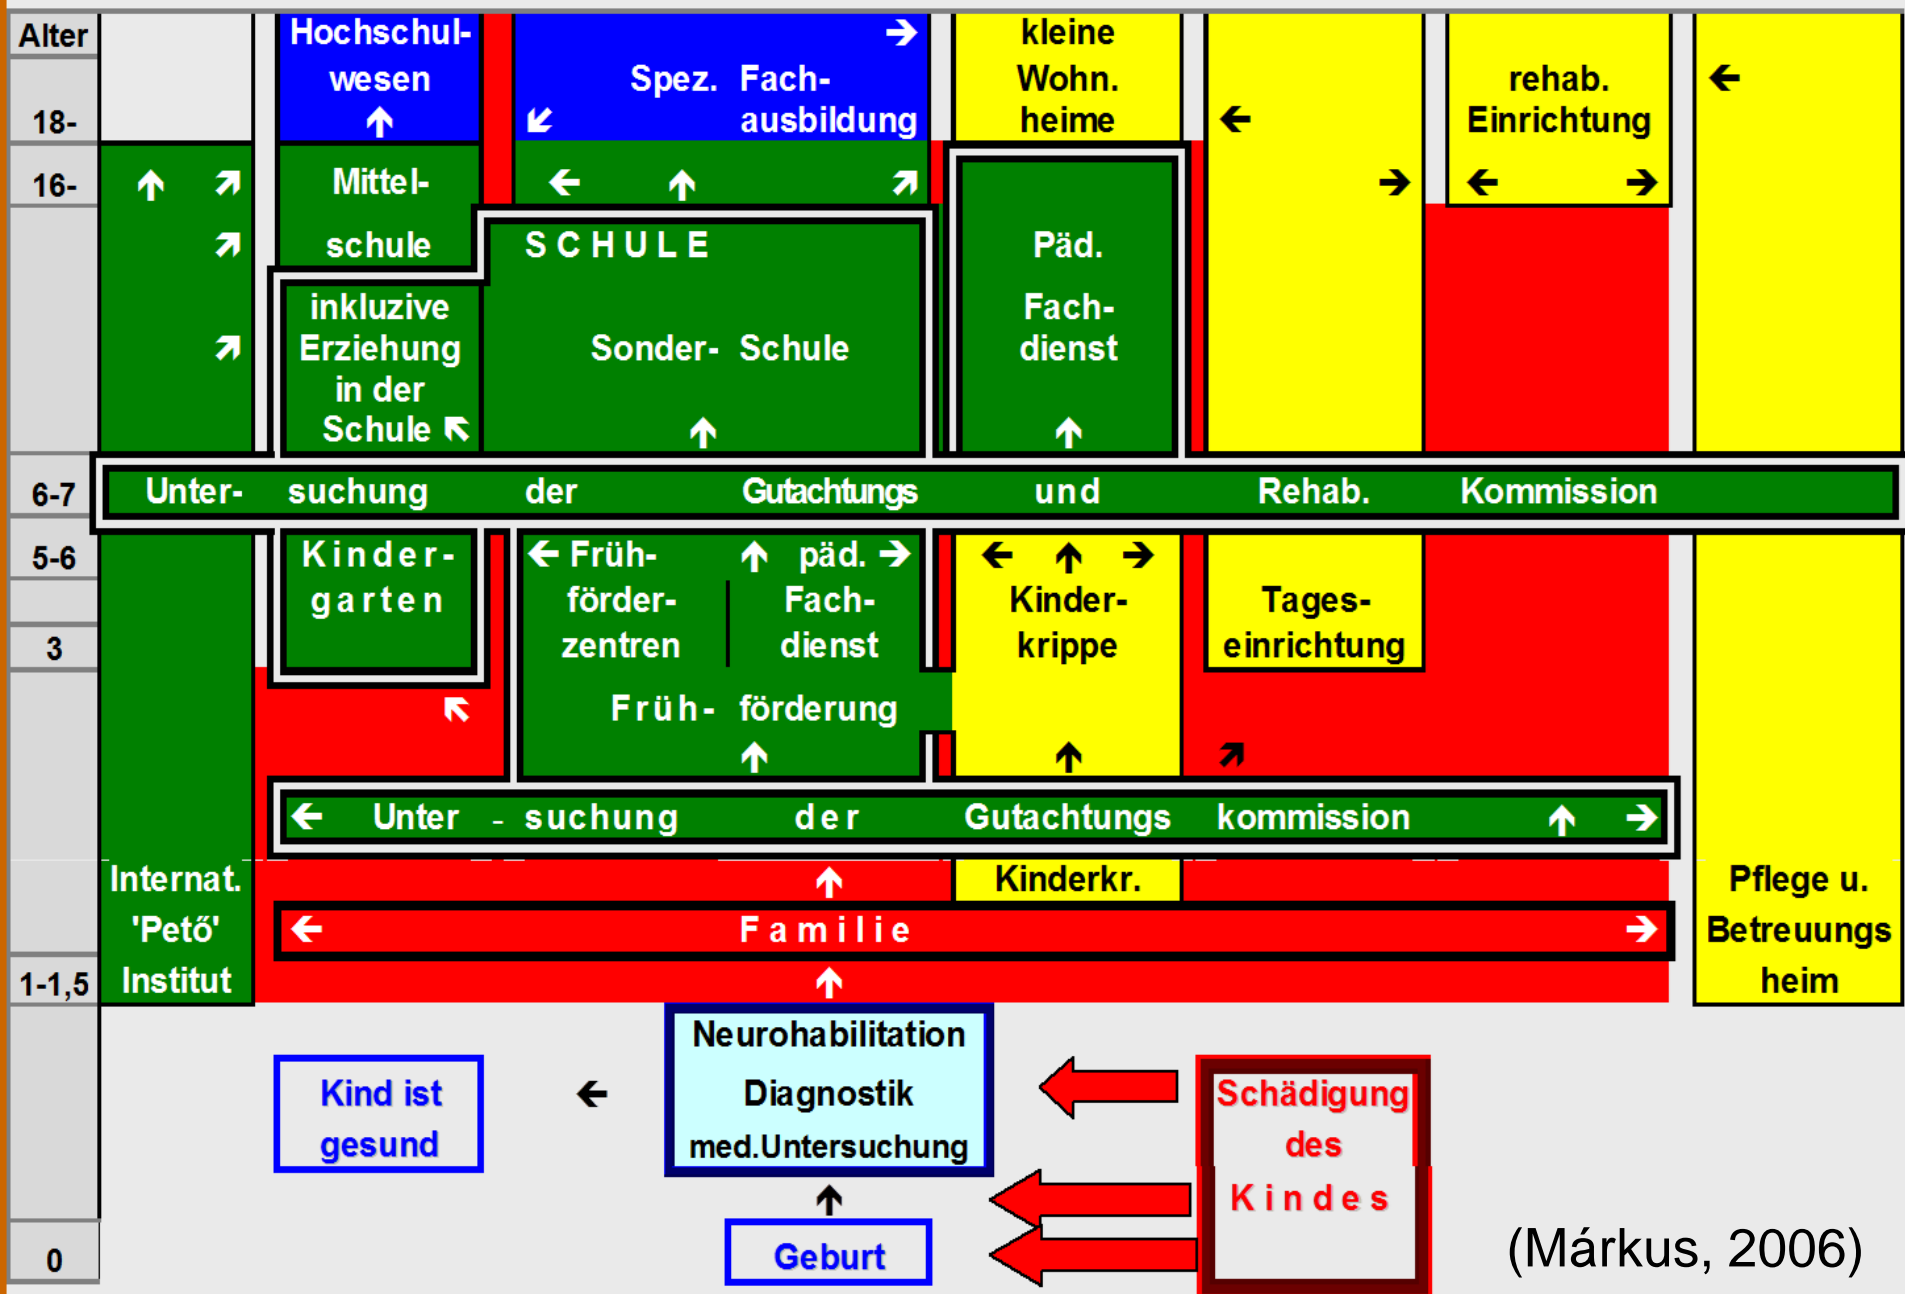 Alter
Hochschul-
wesen
Spez. Fach-
ausbildung
kleine
Wohn.
heime
rehab.
Einrichtung
18-
16-
Mittel-
schule
SCHULE
Päd.
Fach-
dienst
inkluzive
Erziehung
in der
Schule
Sonder- Schule
6-7
Unter- suchung der Gutachtungs und Rehab. Kommission
5-6
Kinder-
garten
Früh-
förder-
zentren
päd.
Fach-
dienst
Kinder-
krippe
Tages-
einrichtung
3
Früh- förderung
Unter - suchung der Gutachtungs kommission
Internat.
'Pető'
Institut
Kinderkr.
Familie
Pflege u.
Betreuungs
heim
1-1,5
Neurohabilitation
Diagnostik
med.Untersuchung
Kind ist
gesund
Schädigung
des
Kindes
0
Geburt
(Márkus, 2006)